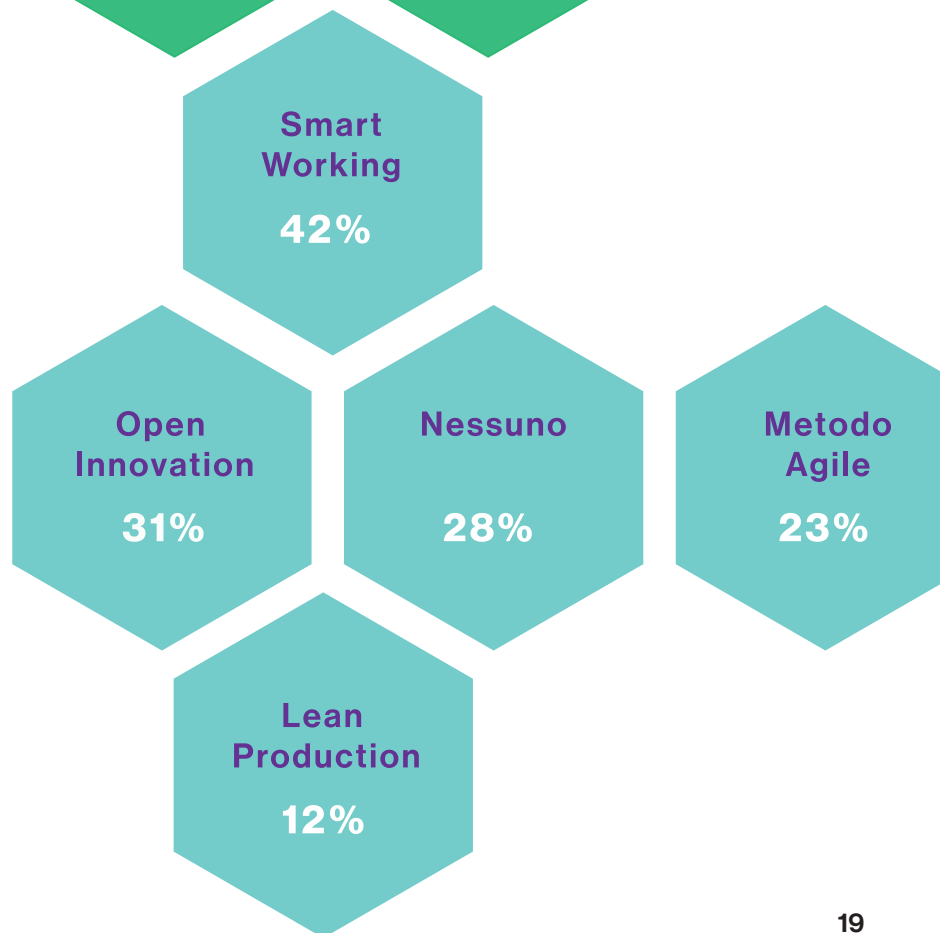 Smart
Working
42%
Open
Innovation
31%
Nessuno
28%
Metodo
Agile
23%
Lean
Production
12%
19